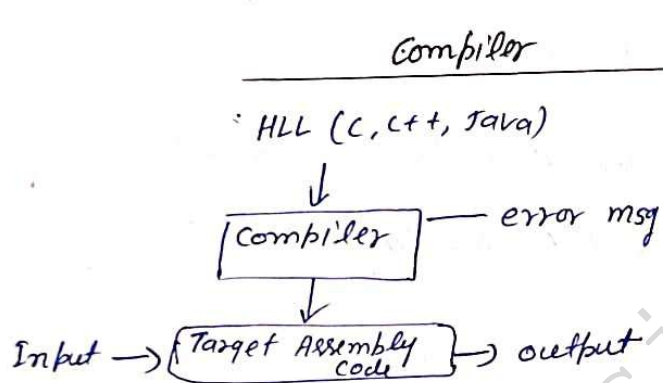 Compiler
: HLL (C, C++, Java)
Compiler — error msg
Input → Target Assembly Code → output